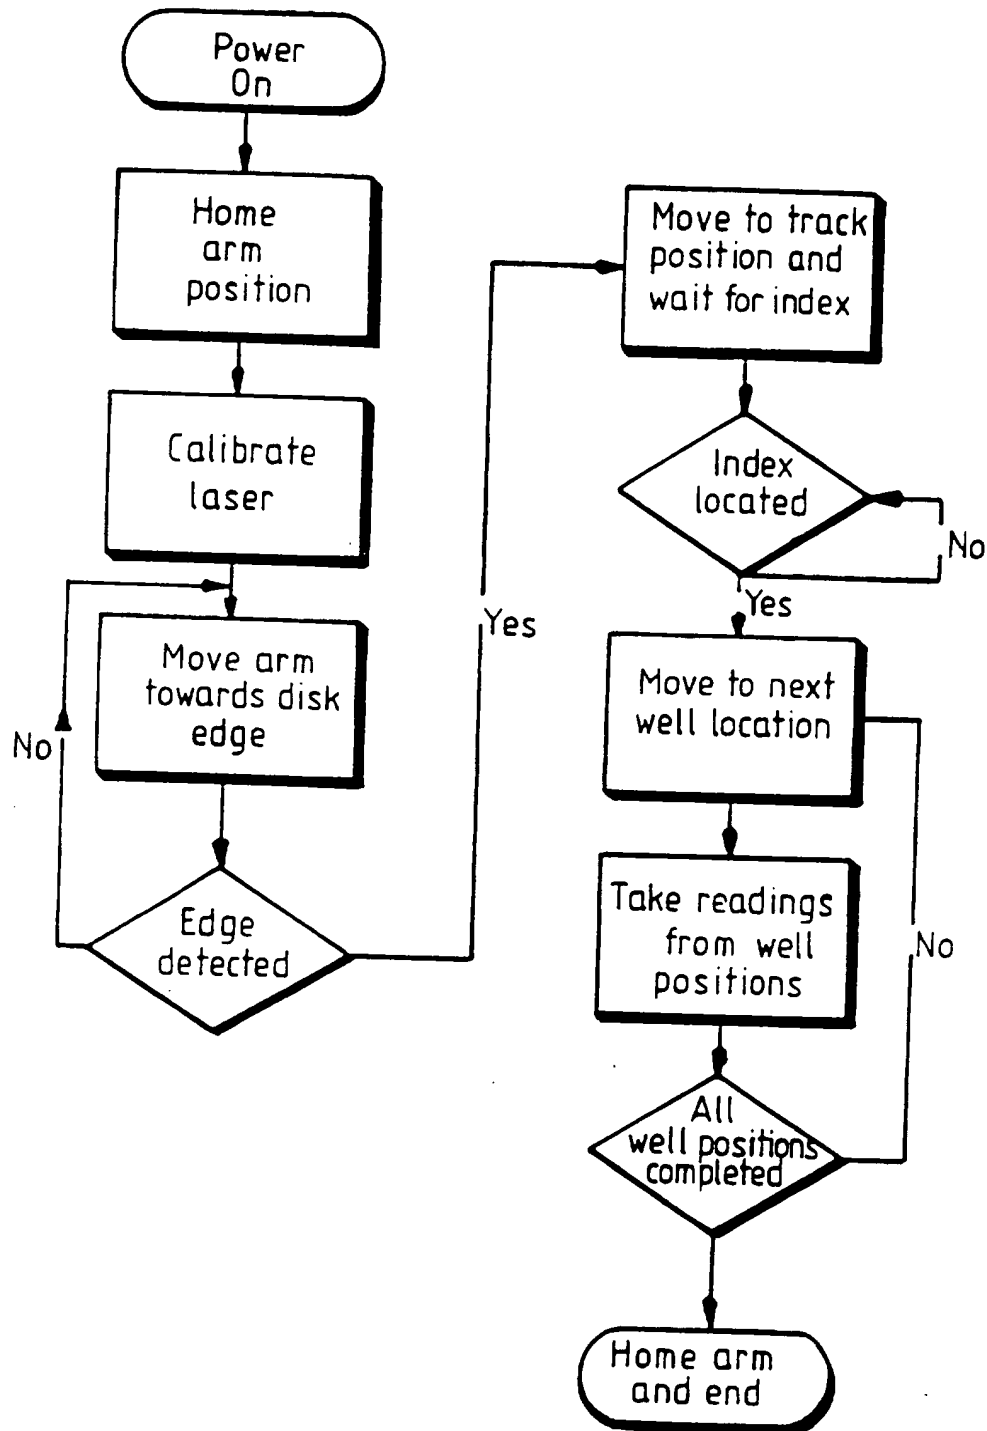 Power
On
Home
arm
position
Calibrate
laser
Move arm
towards disk
edge
No
Edge
detected
Yes
Move to track
position and
wait for index
Index
located
No
Yes
Move to next
well location
Take readings
from well
positions
No
All
well positions
completed
Home arm
and end